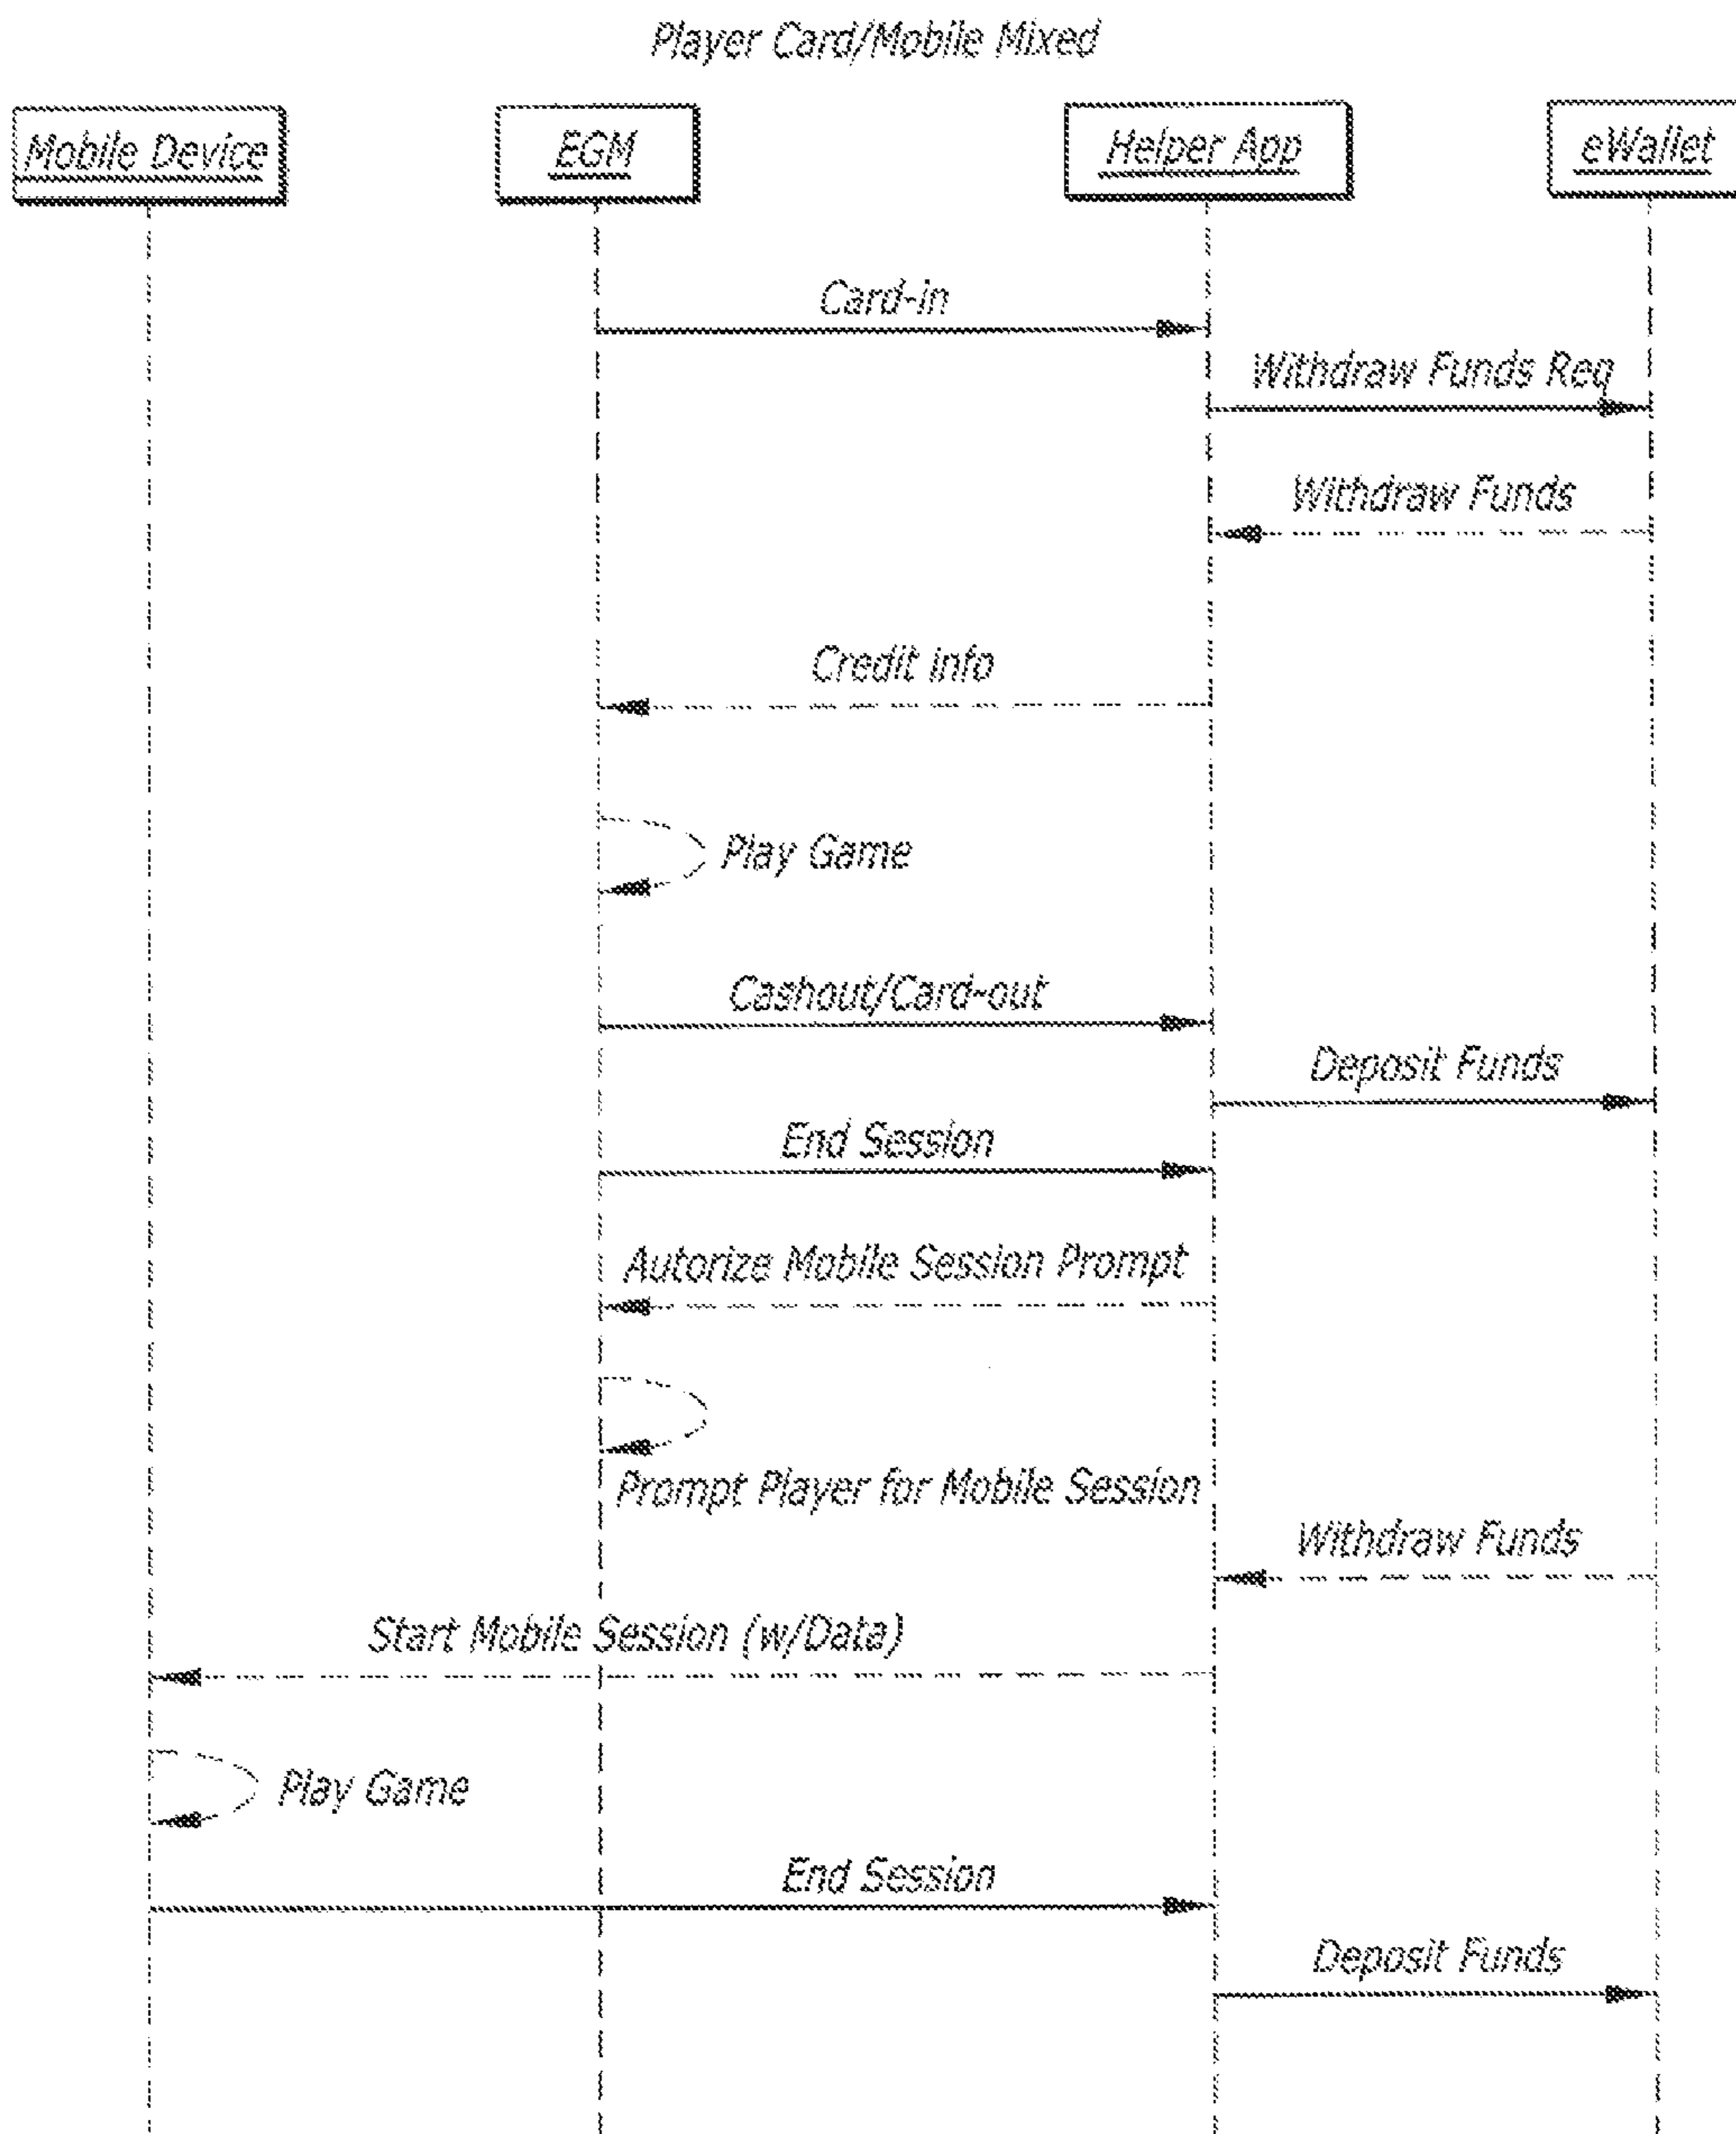 Player Card/Mobile Mixed
Mobile Device
EGM
Helper App
eWallet
Card-in
Withdraw Funds Req
Withdraw Funds
Credit info
Play Game
Cashout/Card-out
Deposit Funds
End Session
Autorize Mobile Session Prompt
Prompt Player for Mobile Session
Withdraw Funds
Start Mobile Session (w/Data)
Play Game
End Session
Deposit Funds